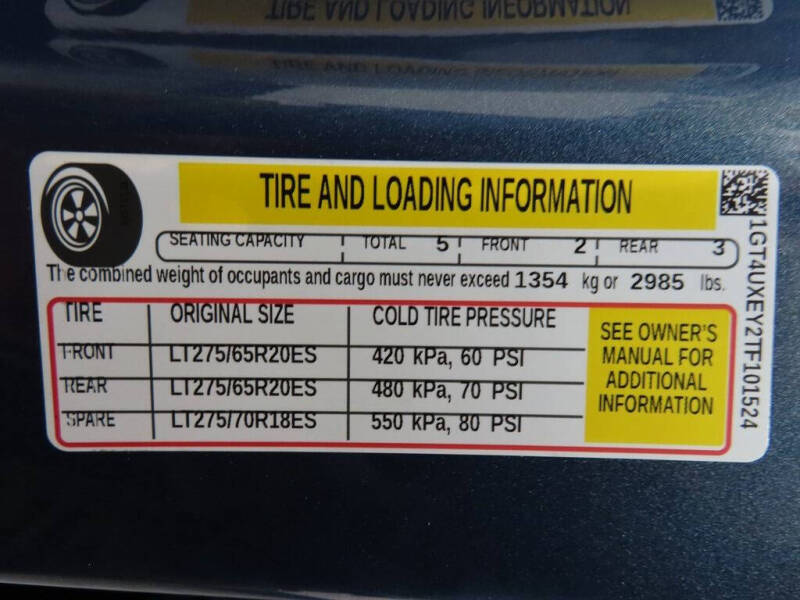 TIRE AND LOADING INFORMATION
SEATING CAPACITY TOTAL 5 FRONT 2 REAR 3
The combined weight of occupants and cargo must never exceed 1354 kg or 2985 lbs.
TIRE ORIGINAL SIZE COLD TIRE PRESSURE
FRONT LT275/65R20ES 420 kPa, 60 PSI
REAR LT275/65R20ES 480 kPa, 70 PSI
SPARE LT275/70R18ES 550 kPa, 80 PSI
SEE OWNER'S
MANUAL FOR
ADDITIONAL
INFORMATION
1GT4UXEY2TF101524